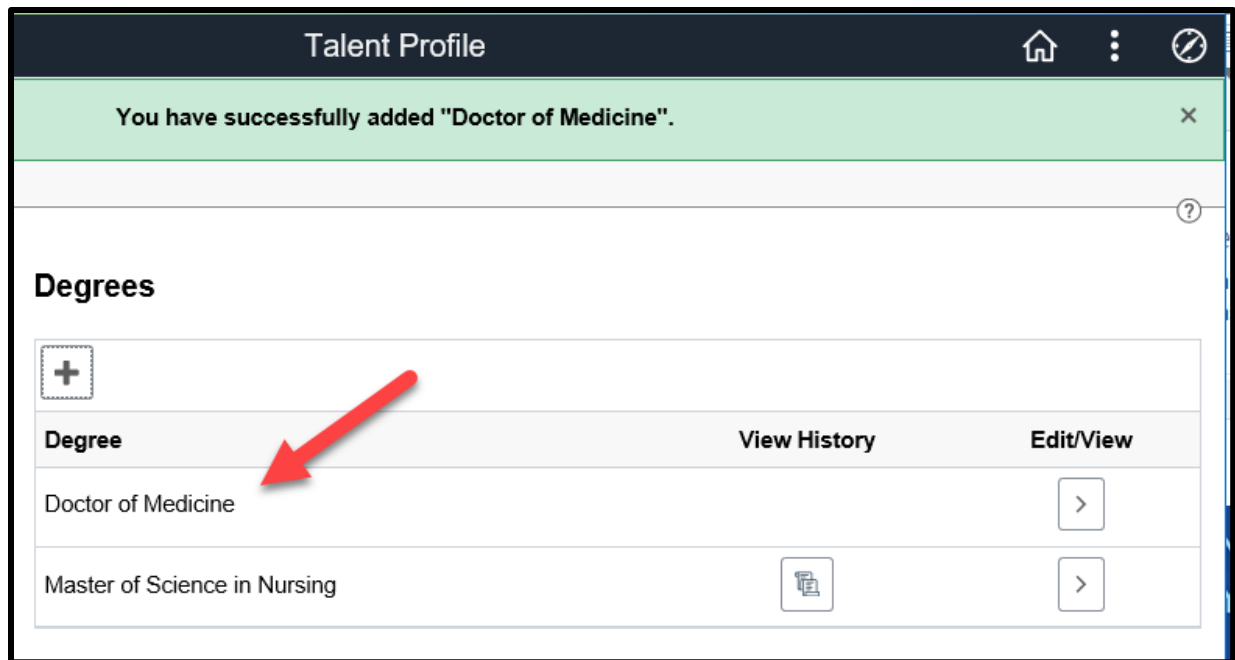 Talent Profile
You have successfully added "Doctor of Medicine".
Degrees
Degree View History Edit/View
Doctor of Medicine
Master of Science in Nursing